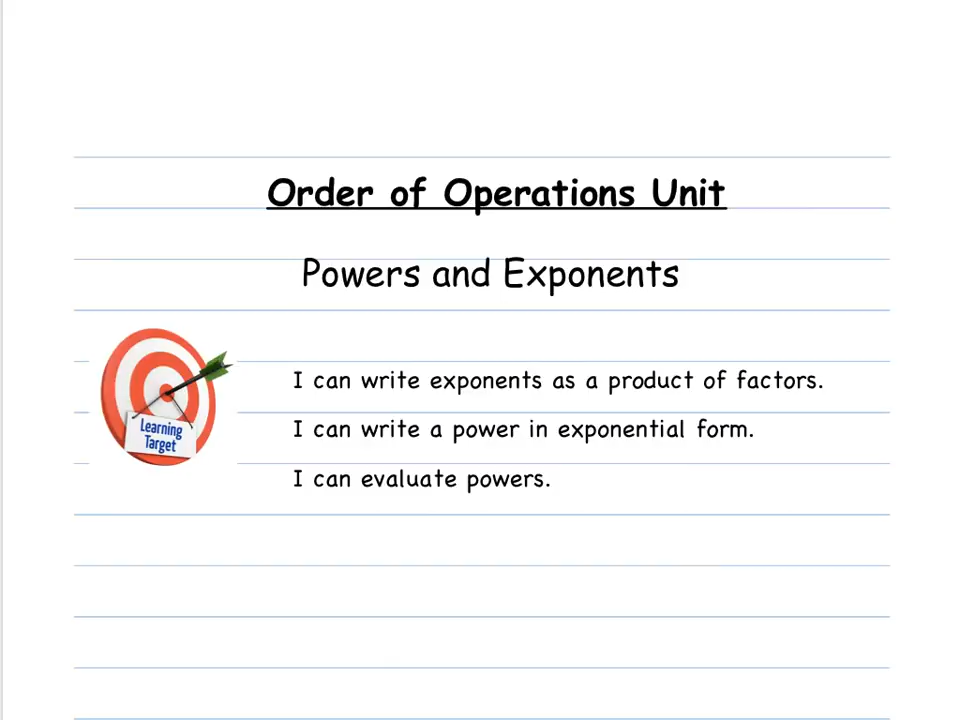 Order of Operations Unit
Powers and Exponents
I can write exponents as a product of factors.
I can write a power in exponential form.
I can evaluate powers.
Learning
Target